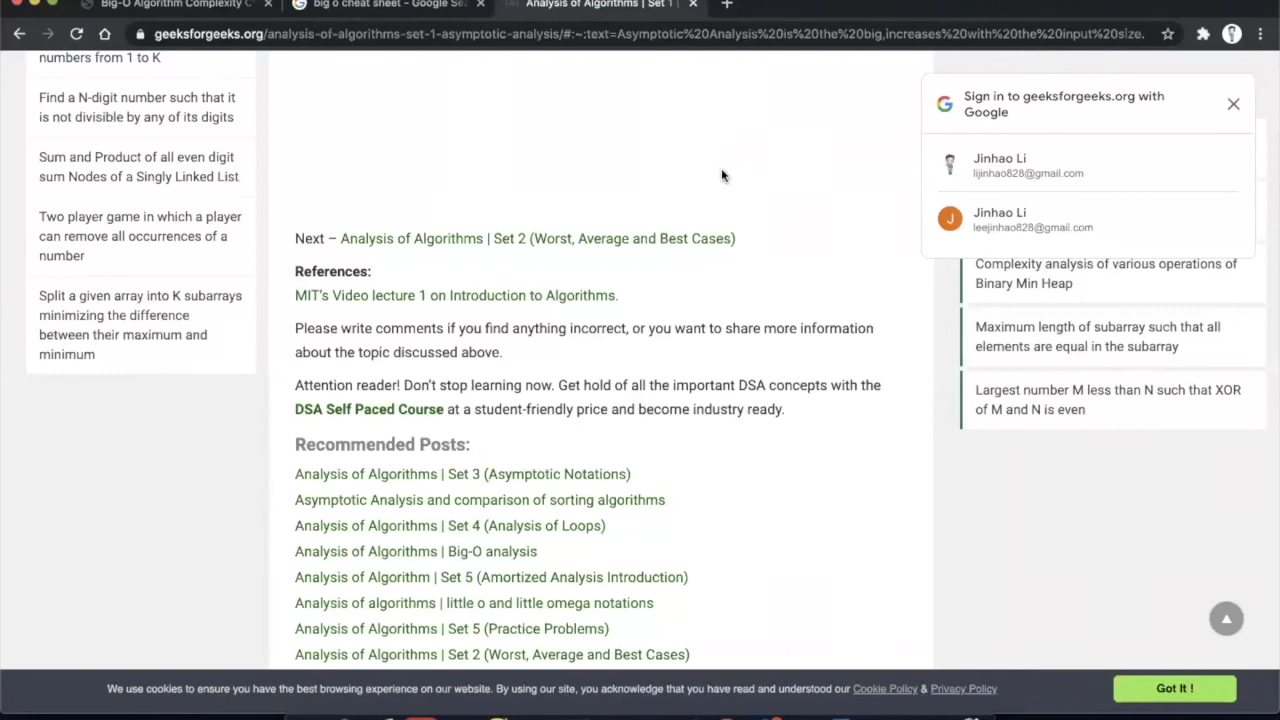 Big-O Algorithm Complexity C
big o cheat sheet - Google Se
Analysis of Algorithms | Set 1
geeksforgeeks.org/analysis-of-algorithms-set-1-asymptotic-analysis/#:~:text=Asymptotic%20Analysis%20is%20the%20big,increases%20with%20the%20input%20size.
numbers from 1 to K
Find a N-digit number such that it
is not divisible by any of its digits
Sum and Product of all even digit
sum Nodes of a Singly Linked List
Two player game in which a player
can remove all occurrences of a
number
Split a given array into K subarrays
minimizing the difference
between their maximum and
minimum
Next – Analysis of Algorithms | Set 2 (Worst, Average and Best Cases)
References:
MIT's Video lecture 1 on Introduction to Algorithms.
Please write comments if you find anything incorrect, or you want to share more information
about the topic discussed above.
Attention reader! Don't stop learning now. Get hold of all the important DSA concepts with the
DSA Self Paced Course at a student-friendly price and become industry ready.
Recommended Posts:
Analysis of Algorithms | Set 3 (Asymptotic Notations)
Asymptotic Analysis and comparison of sorting algorithms
Analysis of Algorithms | Set 4 (Analysis of Loops)
Analysis of Algorithms | Big-O analysis
Analysis of Algorithm | Set 5 (Amortized Analysis Introduction)
Analysis of algorithms | little o and little omega notations
Analysis of Algorithms | Set 5 (Practice Problems)
Analysis of Algorithms | Set 2 (Worst, Average and Best Cases)
Sign in to geeksforgeeks.org with
Google
Jinhao Li
lijinhao828@gmail.com
J
Jinhao Li
leejinhao828@gmail.com
Complexity analysis of various operations of
Binary Min Heap
Maximum length of subarray such that all
elements are equal in the subarray
Largest number M less than N such that XOR
of M and N is even
We use cookies to ensure you have the best browsing experience on our website. By using our site, you acknowledge that you have read and understood our Cookie Policy & Privacy Policy
Got It !